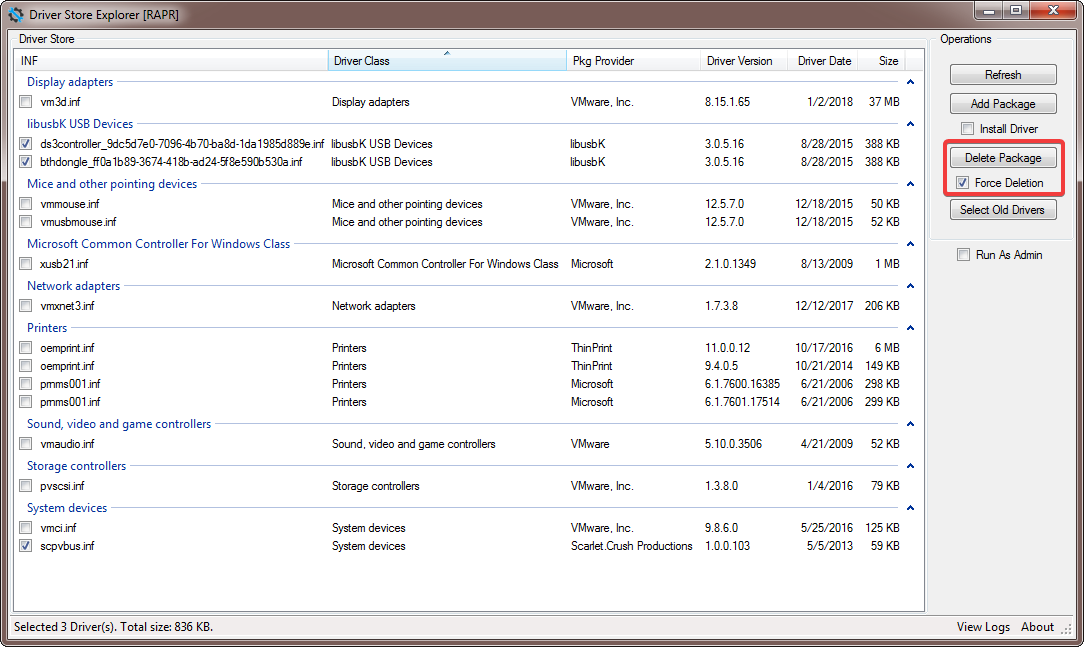 Driver Store Explorer [RAPR]
Driver Store
INF Driver Class Pkg Provider Driver Version Driver Date Size
Display adapters
vm3d.inf Display adapters VMware, Inc. 8.15.1.65 1/2/2018 37 MB
libusbK USB Devices
ds3controller_9dc5d7e0-7096-4b70-ba8d-1da1985d889e.inf libusbK USB Devices libusbK 3.0.5.16 8/28/2015 388 KB
bthdongle_ff0a1b89-3674-418b-ad24-5f8e590b530a.inf libusbK USB Devices libusbK 3.0.5.16 8/28/2015 388 KB
Mice and other pointing devices
vmmouse.inf Mice and other pointing devices VMware, Inc. 12.5.7.0 12/18/2015 50 KB
vmusbmouse.inf Mice and other pointing devices VMware, Inc. 12.5.7.0 12/18/2015 52 KB
Microsoft Common Controller For Windows Class
xusb21.inf Microsoft Common Controller For Windows Class Microsoft 2.1.0.1349 8/13/2009 1 MB
Network adapters
vmxnet3.inf Network adapters VMware, Inc. 1.7.3.8 12/12/2017 206 KB
Printers
oemprint.inf Printers ThinPrint 11.0.0.12 10/17/2016 6 MB
oemprint.inf Printers ThinPrint 9.4.0.5 10/21/2014 149 KB
prnms001.inf Printers Microsoft 6.1.7600.16385 6/21/2006 298 KB
prnms001.inf Printers Microsoft 6.1.7601.17514 6/21/2006 299 KB
Sound, video and game controllers
vmaudio.inf Sound, video and game controllers VMware 5.10.0.3506 4/21/2009 52 KB
Storage controllers
pvscsi.inf Storage controllers VMware, Inc. 1.3.8.0 1/4/2016 79 KB
System devices
vmci.inf System devices VMware, Inc. 9.8.6.0 5/25/2016 125 KB
scpvbus.inf System devices Scarlet.Crush Productions 1.0.0.103 5/5/2013 59 KB
Operations
Refresh
Add Package
Install Driver
Delete Package
Force Deletion
Select Old Drivers
Run As Admin
Selected 3 Driver(s). Total size: 836 KB.
View Logs About